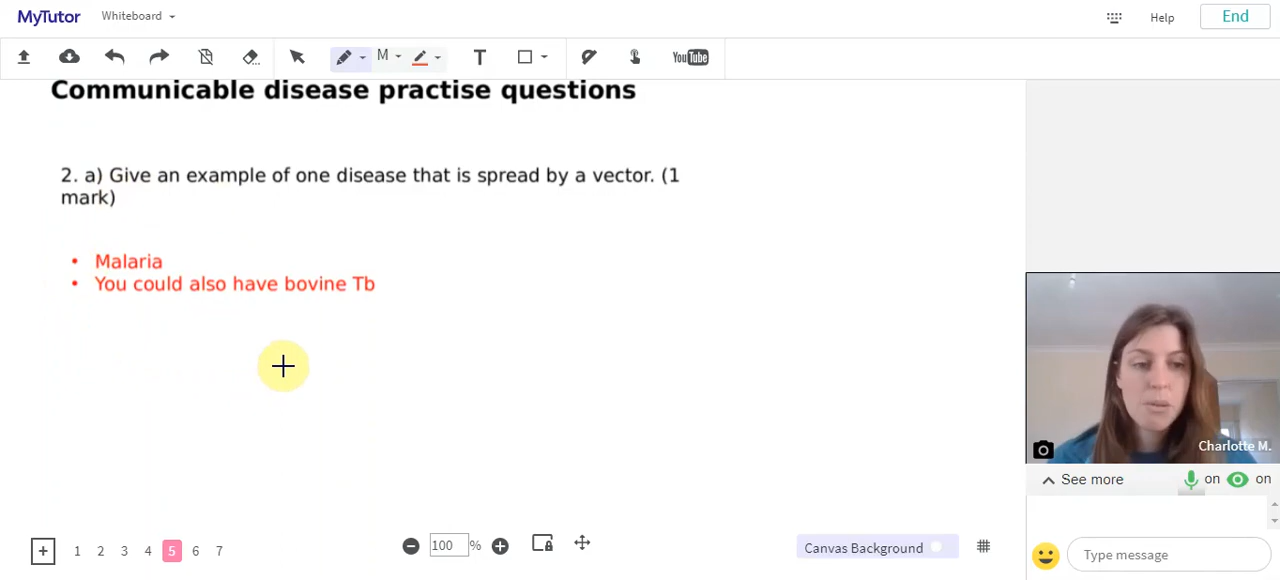 MyTutor Whiteboard Help End
M T YouTube
Communicable disease practise questions
2. a) Give an example of one disease that is spread by a vector. (1
mark)
• Malaria
• You could also have bovine Tb
Charlotte M.
See more on on
+ 1 2 3 4 5 6 7 100 % Canvas Background
Type message